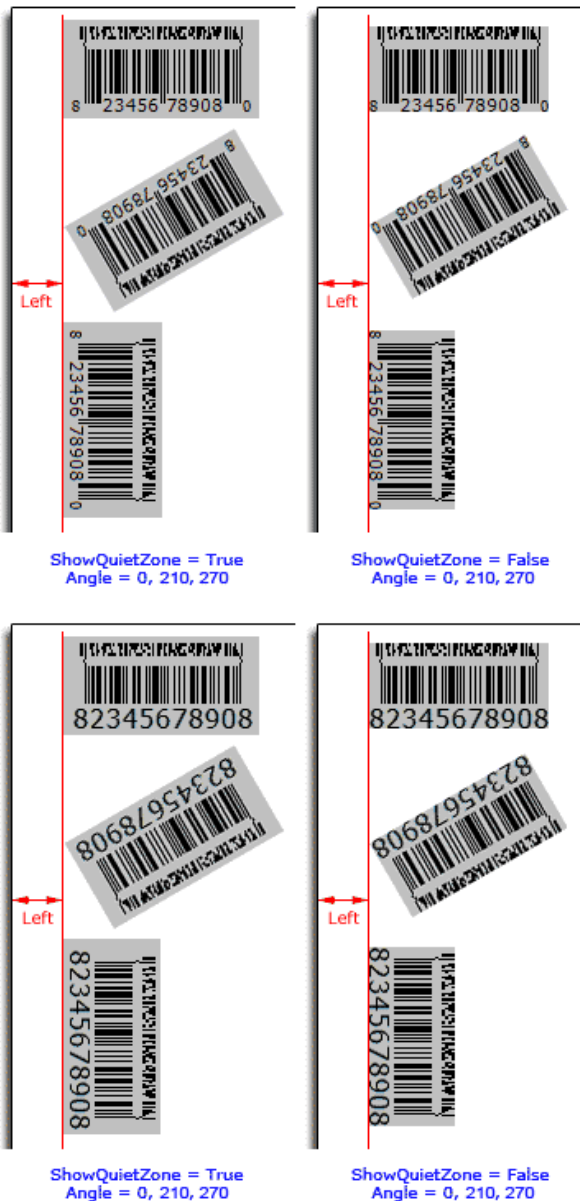 8 23456 78908 0
8 23456 78908 0
8 23456 78908 0
8 23456 78908 0
Left
Left
8 23456 78908 0
8 23456 78908 0
ShowQuietZone = True
Angle = 0, 210, 270
ShowQuietZone = False
Angle = 0, 210, 270
82345678908
82345678908
82345678908
82345678908
Left
Left
82345678908
82345678908
ShowQuietZone = True
Angle = 0, 210, 270
ShowQuietZone = False
Angle = 0, 210, 270